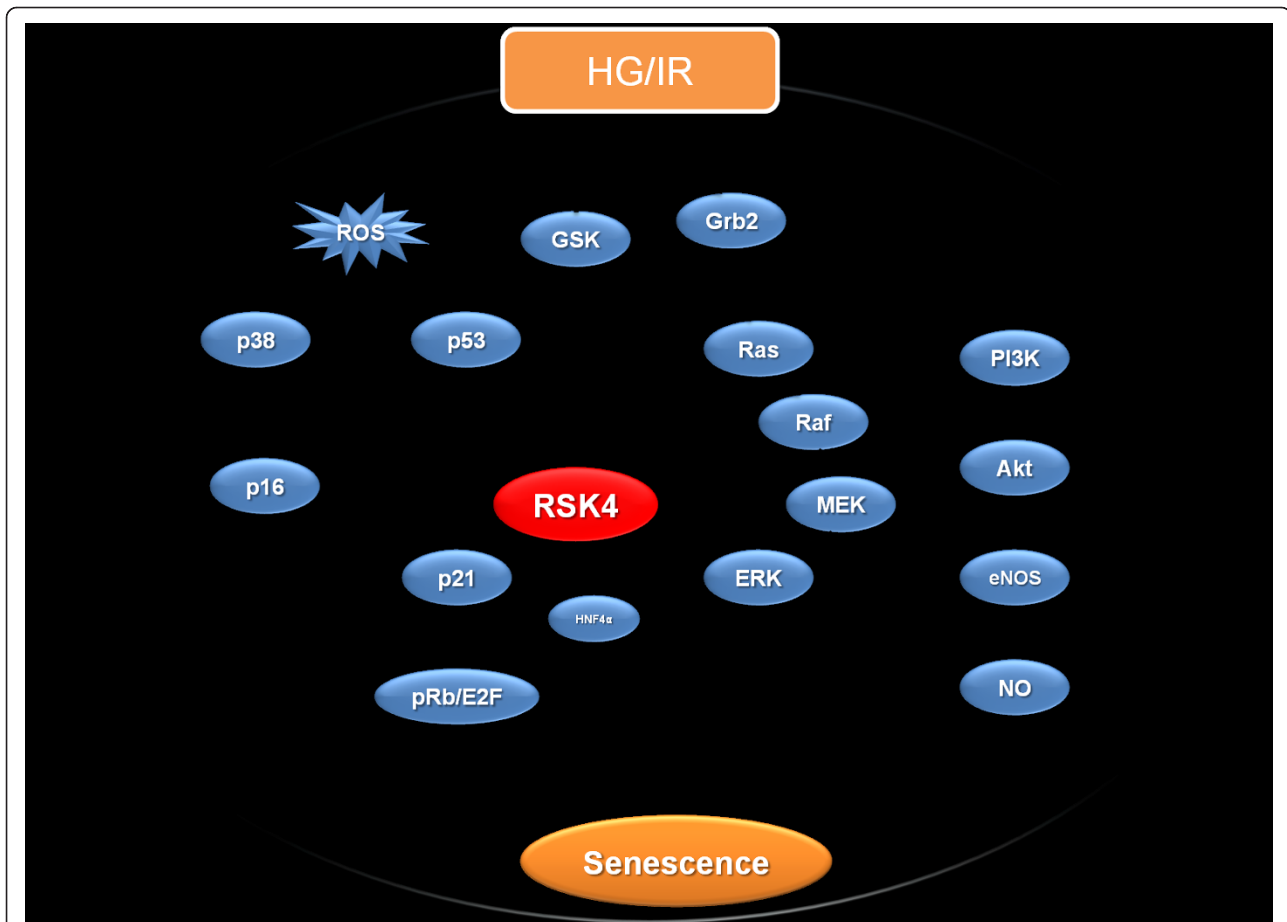 HG/IR
ROS
GSK
Grb2
p38
p53
Ras
PI3K
Raf
Akt
p16
RSK4
MEK
p21
ERK
eNOS
HNF4α
pRb/E2F
NO
Senescence